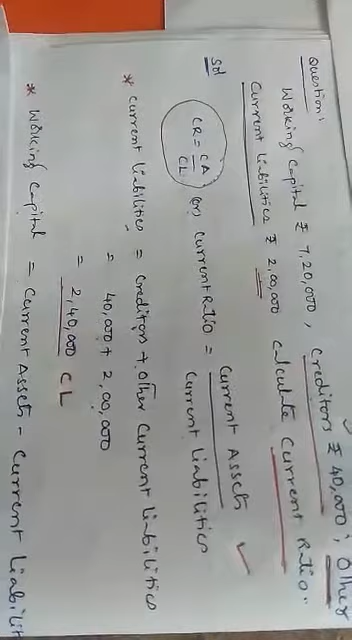 Question:
Working Capital ₹ 7,20,000, Creditors ₹ 40,000; Other
Current liabilities ₹ 2,00,000 Calculate Current Ratio.
Sol
CR = CA
CL
(or) Current Ratio = Current Assets
Current Liabilities
* Current liabilities = Creditors + Other Current liabilities
= 40,000 + 2,00,000
= 2,40,000 CL
* Working Capital = Current Assets - Current Liabilit